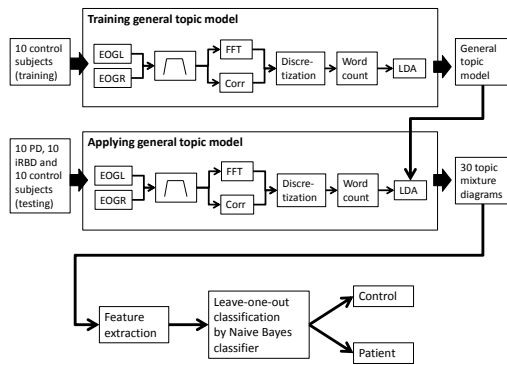 Training general topic model
10 control
subjects
(training)
EOGL
EOGR
FFT
Corr
Discre-
tization
Word
count
LDA
General
topic
model
Applying general topic model
10 PD, 10
iRBD and
10 control
subjects
(testing)
EOGL
EOGR
FFT
Corr
Discre-
tization
Word
count
LDA
30 topic
mixture
diagrams
Feature
extraction
Leave-one-out
classification
by Naive Bayes
classifier
Control
Patient